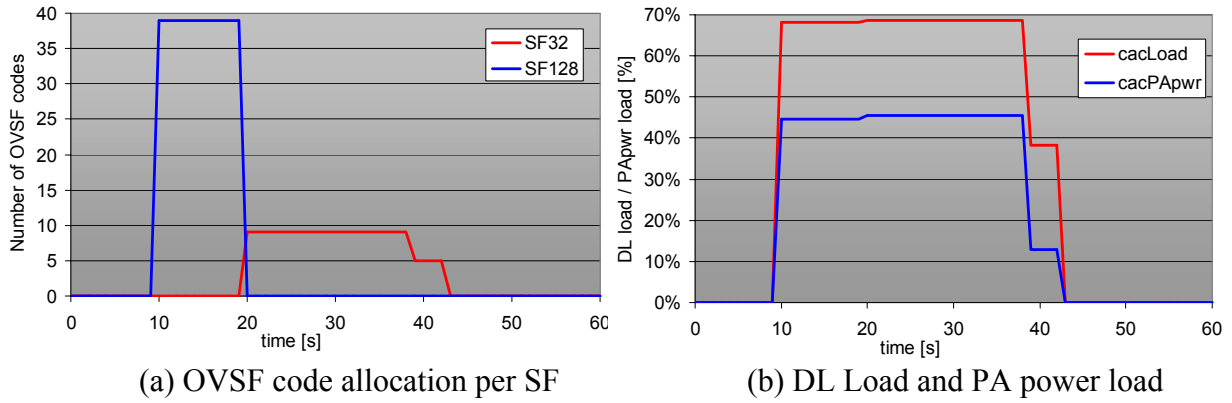 40
35
30
25
20
15
10
5
0
Number of OVSF codes
SF32
SF128
0 10 20 30 40 50 60
time [s]
(a) OVSF code allocation per SF
70%
60%
50%
40%
30%
20%
10%
0%
DL load / PApwr load [%]
cacLoad
cacPApwr
0 10 20 30 40 50 60
time [s]
(b) DL Load and PA power load